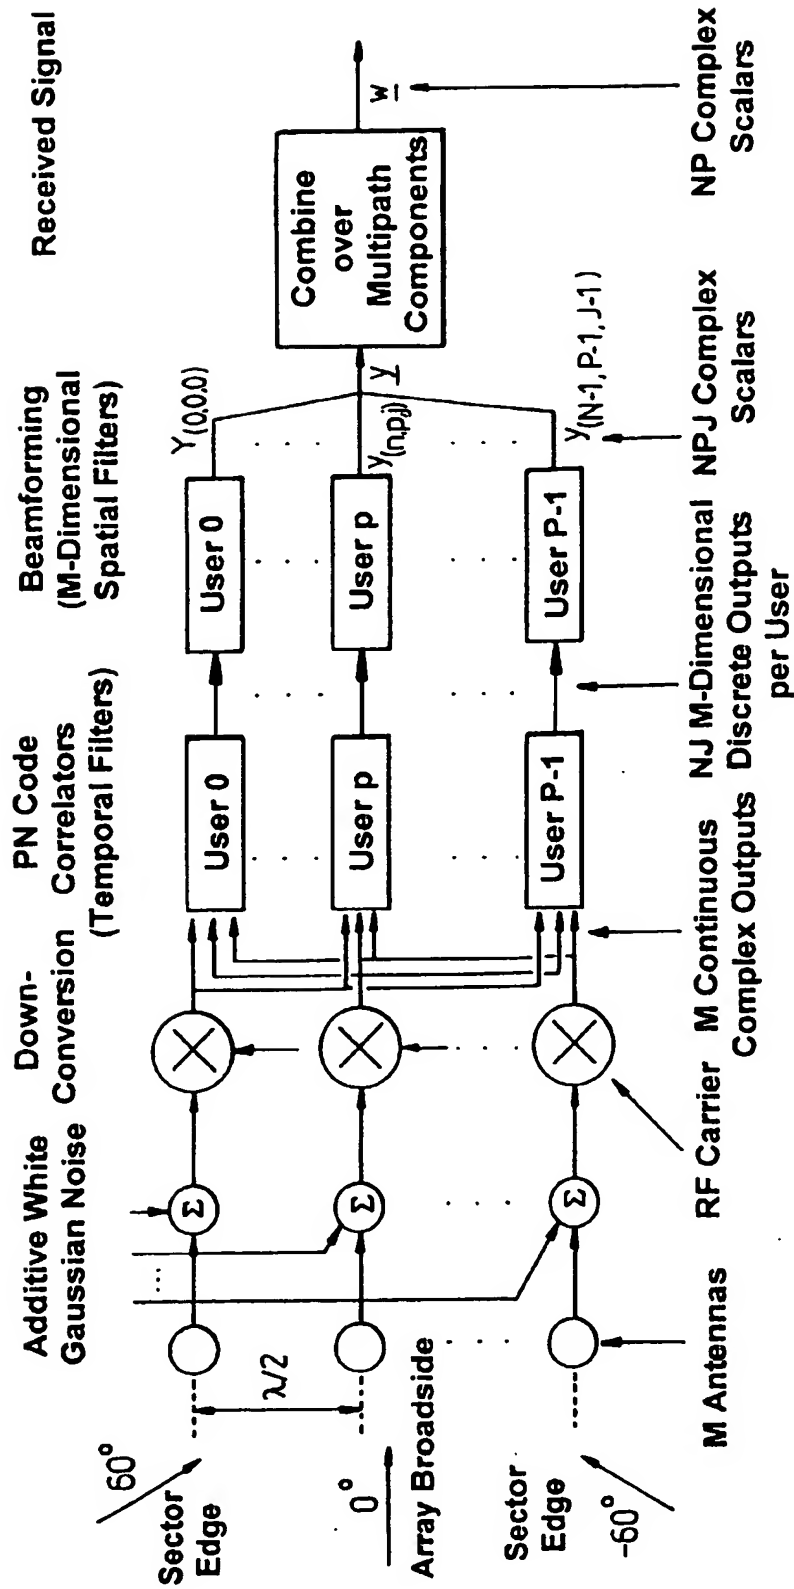 Additive White
Gaussian Noise
Down-
Conversion
PN Code
Correlators
(Temporal Filters)
Beamforming
(M-Dimensional
Spatial Filters)
Received Signal
60°
Sector
Edge
λ/2
0°
Array Broadside
Sector
Edge
-60°
Σ
Σ
Σ
User 0
User p
User P-1
User 0
User p
User P-1
Y(0,0,0)
y(n,p,j)
y
y(N-1, P-1, J-1)
Combine
over
Multipath
Components
w
M Antennas
RF Carrier
M Continuous
Complex Outputs
NJ M-Dimensional
Discrete Outputs
per User
NPJ Complex
Scalars
NP Complex
Scalars